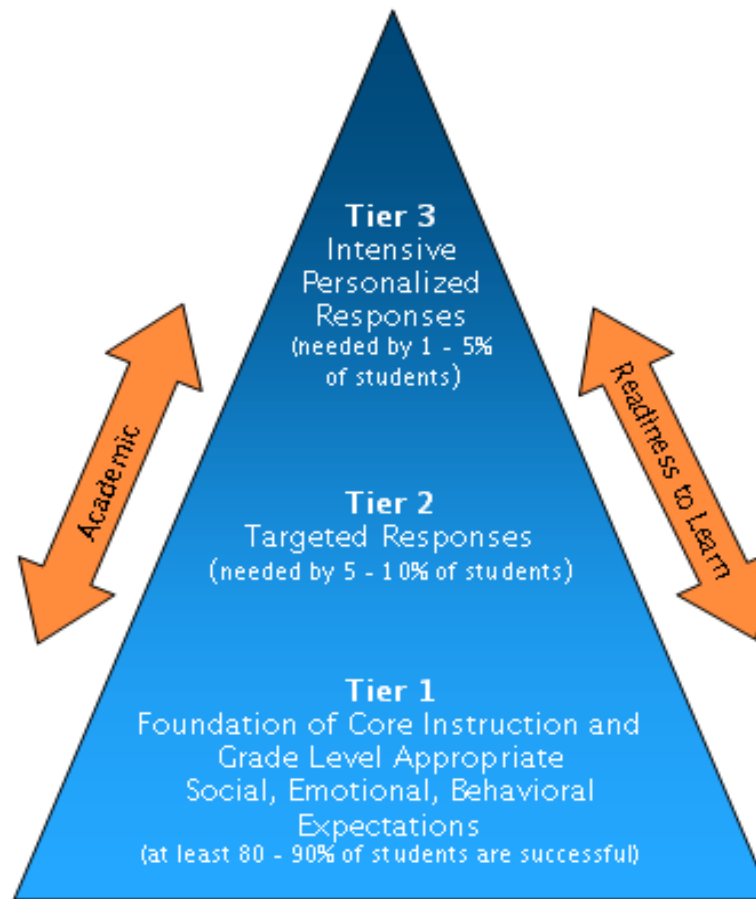 Tier 3
Intensive
Personalized
Responses
(needed by 1 - 5%
of students)
Academic
Readiness to Learn
Tier 2
Targeted Responses
(needed by 5 - 10% of students)
Tier 1
Foundation of Core Instruction and
Grade Level Appropriate
Social, Emotional, Behavioral
Expectations
(at least 80 - 90% of students are successful)